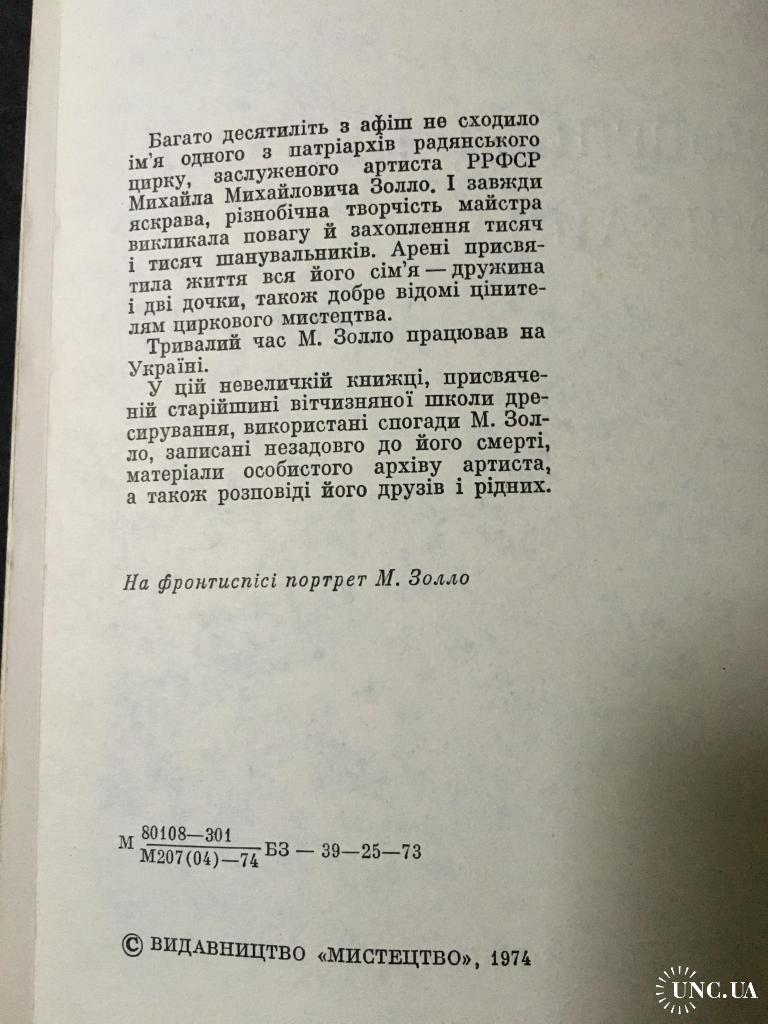 Багато десятиліть з афіш не сходило
ім’я одного з патріархів радянського
цирку, заслуженого артиста РРФСР
Михайла Михайловича Золло. І завжди
яскрава, різнобічна творчість майстра
викликала повагу й захоплення тисяч
і тисяч шанувальників. Арені присвя-
тила життя вся його сім’я — дружина
і дві дочки, також добре відомі ціните-
лям циркового мистецтва.
Тривалий час М. Золло працював на
Україні.
У цій невеличкій книжці, присвяче-
ній старійшині вітчизняної школи дре-
сирування, використані спогади М. Зол-
ло, записані незадовго до його смерті,
матеріали особистого архіву артиста,
а також розповіді його друзів і рідних.
На фронтиспісі портрет М. Золло
М 80108—301
М207(04)—74 БЗ — 39—25—73
© ВИДАВНИЦТВО «МИСТЕЦТВО», 1974
UNC.UA